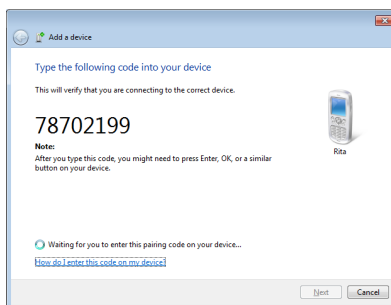 Add a device
Type the following code into your device
This will verify that you are connecting to the correct device.
78702199
Note:
After you type this code, you might need to press Enter, OK, or a similar
button on your device.
Rita
Waiting for you to enter this pairing code on your device...
How do I enter this code on my device?
Next
Cancel